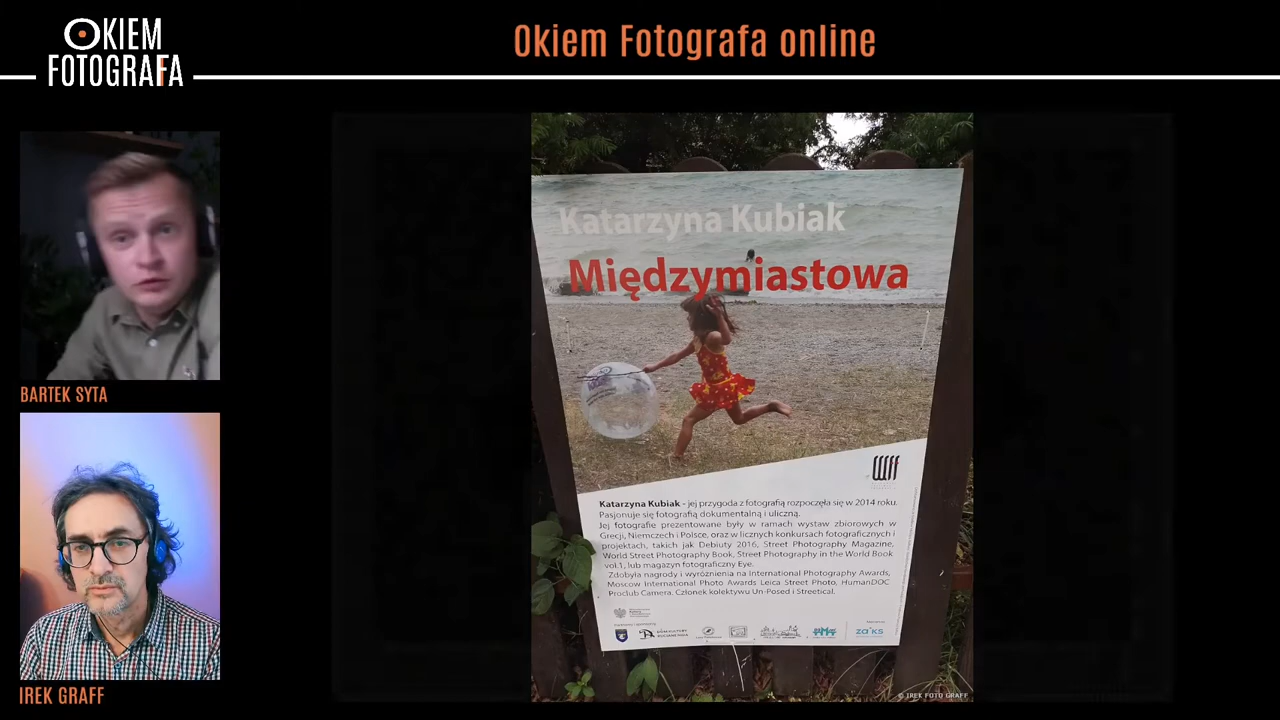 OKIEM
FOTOGRAFA
Okiem Fotografa online
BARTEK SYTA
IREK GRAFF
Katarzyna Kubiak
Międzymiastowa
Katarzyna Kubiak - jej przygoda z fotografią rozpoczęła się w 2014 roku.
Pasjonuje się fotografią dokumentalną i uliczną.
Jej fotografie prezentowane były w ramach wystaw zbiorowych w
Grecji, Niemczech i Polsce, oraz w licznych konkursach fotograficznych i
projektach, takich jak Debiuty 2016, Street Photography Magazine,
World Street Photography Book, Street Photography in the World Book
vol.1, lub magazyn fotograficzny Eye.
Zdobyła nagrody i wyróżnienia na International Photography Awards,
Moscow International Photo Awards Leica Street Photo, HumanDOC
Proclub Camera. Członek kolektywu Un-Posed i Streetical.
ZAiKS
© IREK FOTO GRAFF